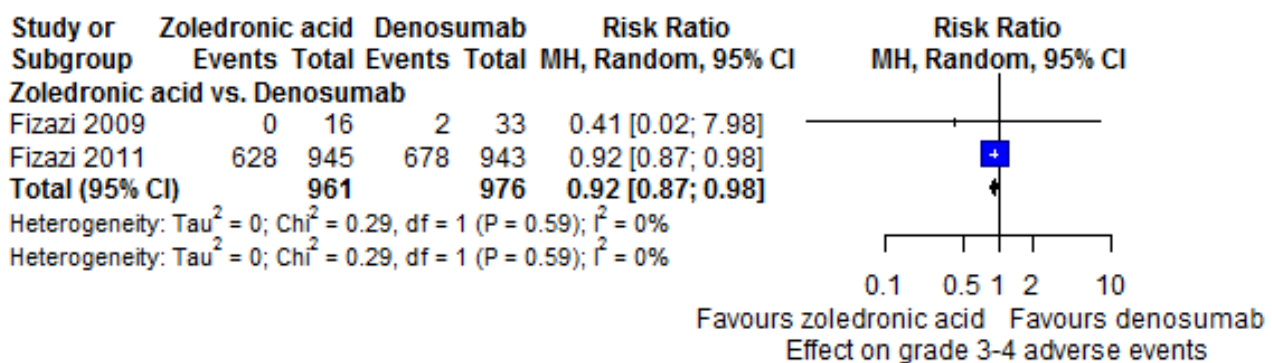 Study or Zoledronic acid Denosumab Risk Ratio Risk Ratio
Subgroup Events Total Events Total MH, Random, 95% CI MH, Random, 95% CI
Zoledronic acid vs. Denosumab
Fizazi 2009 0 16 2 33 0.41 [0.02; 7.98]
Fizazi 2011 628 945 678 943 0.92 [0.87; 0.98]
Total (95% CI) 961 976 0.92 [0.87; 0.98]
Heterogeneity: Tau² = 0; Chi² = 0.29, df = 1 (P = 0.59); I² = 0%
Heterogeneity: Tau² = 0; Chi² = 0.29, df = 1 (P = 0.59); I² = 0%
0.1 0.5 1 2 10
Favours zoledronic acid Favours denosumab
Effect on grade 3-4 adverse events